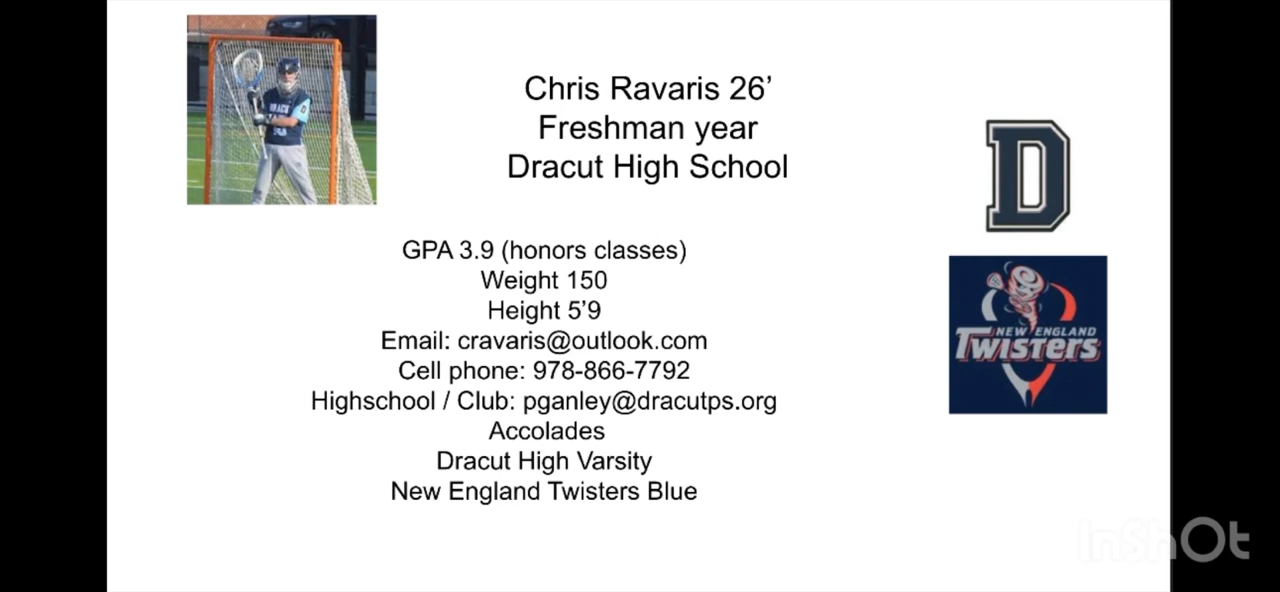 Chris Ravaris 26’
Freshman year
Dracut High School
D
GPA 3.9 (honors classes)
Weight 150
Height 5’9
Email: cravaris@outlook.com
Cell phone: 978-866-7792
Highschool / Club: pganley@dracutps.org
Accolades
Dracut High Varsity
New England Twisters Blue
NEW ENGLAND
TWISTERS
InShOt